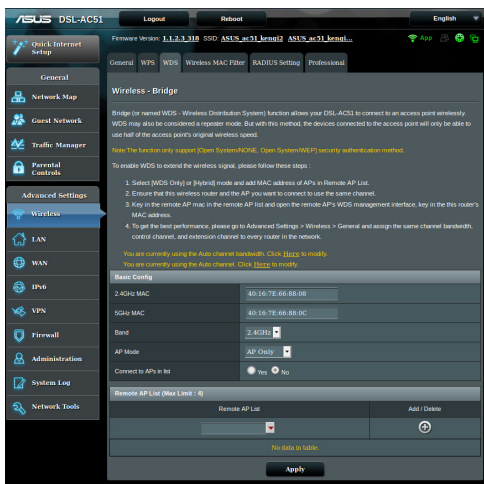 ASUS DSL-AC51
Logout
Reboot
English
Quick Internet Setup
Firmware Version: 1.1.2.3_318 SSID: ASUS_ac51_kengi2 ASUS_ac51_kengi...
App
General WPS WDS Wireless MAC Filter RADIUS Setting Professional
General
Network Map
Guest Network
Traffic Manager
Parental Controls
Advanced Settings
Wireless
LAN
WAN
IPv6
VPN
Firewall
Administration
System Log
Network Tools
Wireless - Bridge
Bridge (or named WDS - Wireless Distribution System) function allows your DSL-AC51 to connect to an access point wirelessly.
WDS may also be considered a repeater mode. But with this method, the devices connected to the access point will only be able to
use half of the access point's original wireless speed.
Note:The function only support [Open System/NONE, Open System/WEP] security authentication method.
To enable WDS to extend the wireless signal, please follow these steps :
1. Select [WDS Only] or [Hybrid] mode and add MAC address of APs in Remote AP List.
2. Ensure that this wireless router and the AP you want to connect to use the same channel.
3. Key in the remote AP mac in the remote AP list and open the remote AP's WDS management interface, key in the this router's
MAC address.
4. To get the best performance, please go to Advanced Settings > Wireless > General and assign the same channel bandwidth,
control channel, and extension channel to every router in the network.
You are currently using the Auto channel bandwidth. Click Here to modify.
You are currently using the Auto channel. Click Here to modify.
Basic Config
2.4GHz MAC 40:16:7E:66:88:08
5GHz MAC 40:16:7E:66:88:0C
Band 2.4GHz
AP Mode AP Only
Connect to APs in list Yes No
Remote AP List (Max Limit : 4)
Remote AP List Add / Delete
No data in table.
Apply